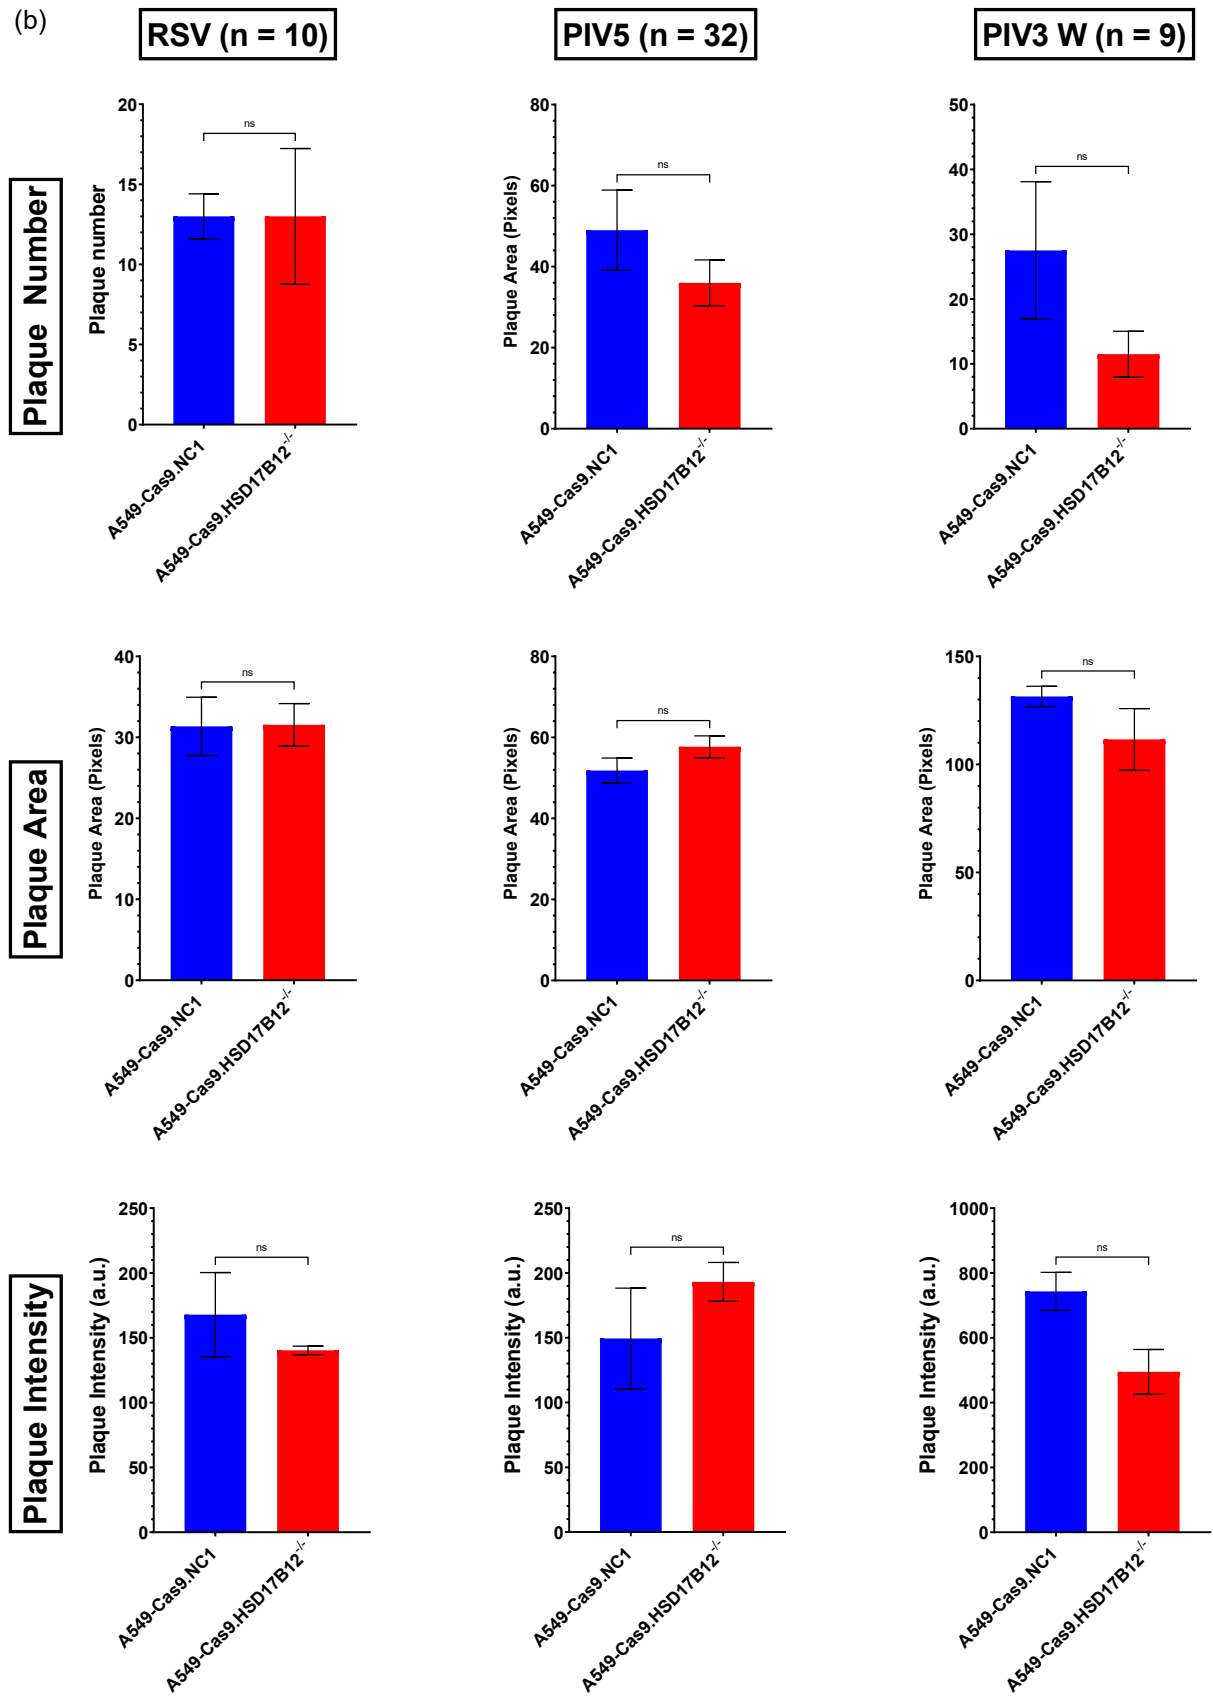 (b)
RSV (n = 10)
PIV5 (n = 32)
PIV3 W (n = 9)
Plaque Number
Plaque number
20
15
10
5
0
ns
A549-Cas9.NC1
A549-Cas9.HSD17B12-/-
Plaque Area (Pixels)
80
60
40
20
0
ns
A549-Cas9.NC1
A549-Cas9.HSD17B12-/-
50
40
30
20
10
0
ns
A549-Cas9.NC1
A549-Cas9.HSD17B12-/-
Plaque Area
Plaque Area (Pixels)
40
30
20
10
0
ns
A549-Cas9.NC1
A549-Cas9.HSD17B12-/-
Plaque Area (Pixels)
80
60
40
20
0
ns
A549-Cas9.NC1
A549-Cas9.HSD17B12-/-
Plaque Area (Pixels)
150
100
50
0
ns
A549-Cas9.NC1
A549-Cas9.HSD17B12-/-
Plaque Intensity
Plaque Intensity (a.u.)
250
200
150
100
50
0
ns
A549-Cas9.NC1
A549-Cas9.HSD17B12-/-
Plaque Intensity (a.u.)
250
200
150
100
50
0
ns
A549-Cas9.NC1
A549-Cas9.HSD17B12-/-
Plaque Intensity (a.u.)
1000
800
600
400
200
0
ns
A549-Cas9.NC1
A549-Cas9.HSD17B12-/-